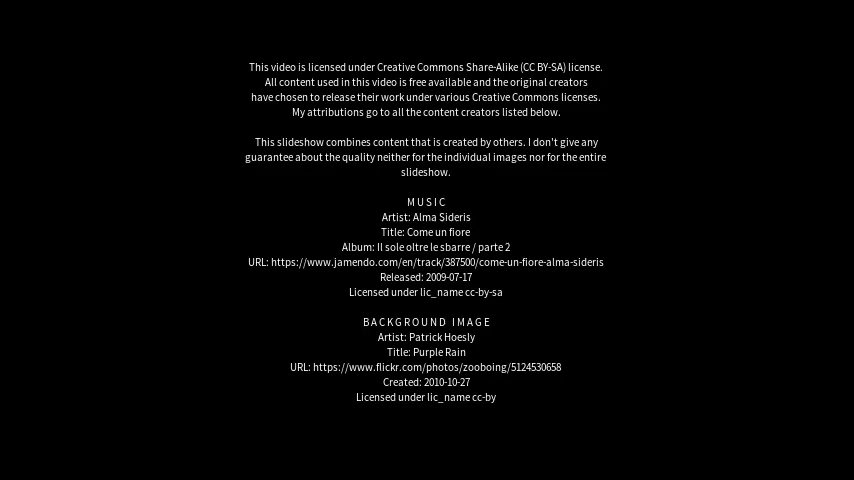 This video is licensed under Creative Commons Share-Alike (CC BY-SA) license.
All content used in this video is free available and the original creators
have chosen to release their work under various Creative Commons licenses.
My attributions go to all the content creators listed below.
This slideshow combines content that is created by others. I don't give any
guarantee about the quality neither for the individual images nor for the entire
slideshow.
MUSIC
Artist: Alma Sideris
Title: Come un fiore
Album: Il sole oltre le sbarre / parte 2
URL: https://www.jamendo.com/en/track/387500/come-un-fiore-alma-sideris
Released: 2009-07-17
Licensed under lic_name cc-by-sa
BACKGROUND IMAGE
Artist: Patrick Hoesly
Title: Purple Rain
URL: https://www.flickr.com/photos/zooboing/5124530658
Created: 2010-10-27
Licensed under lic_name cc-by